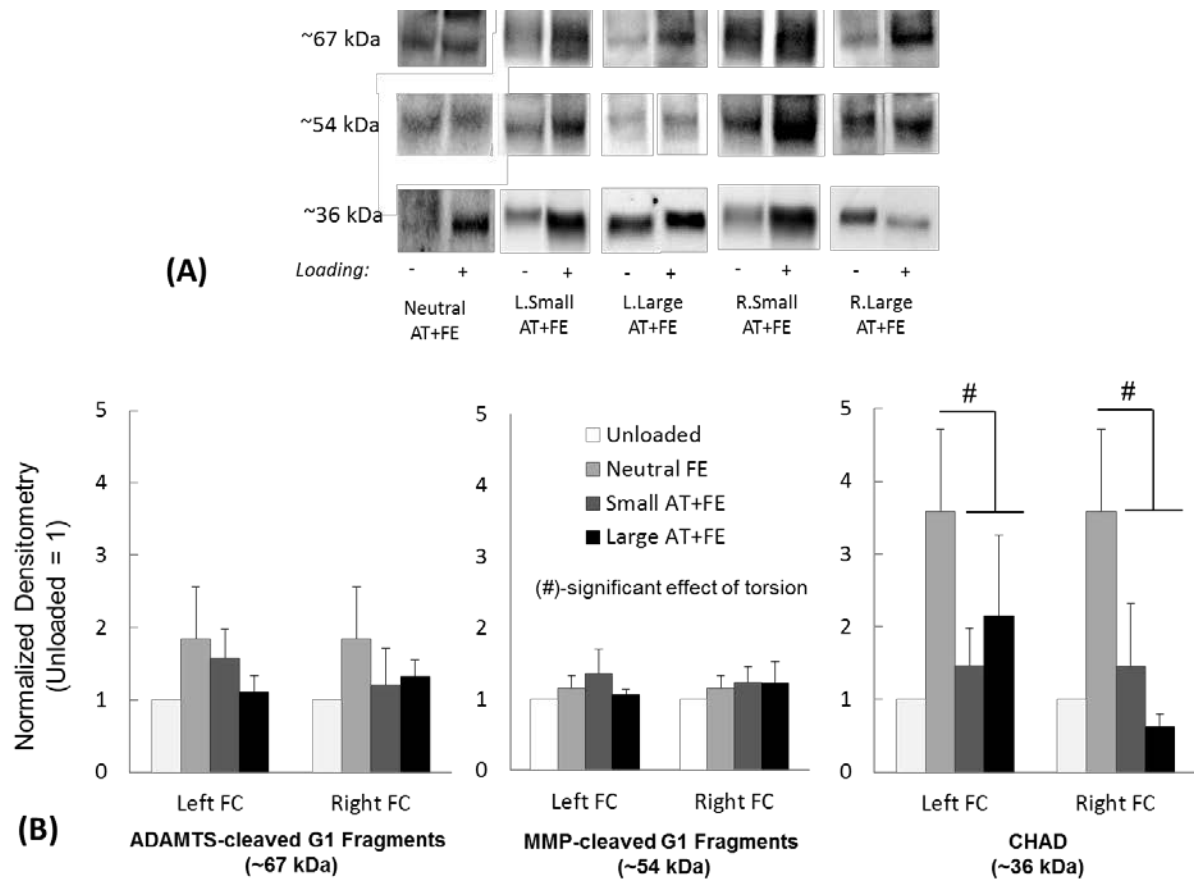 ~67 kDa
~54 kDa
~36 kDa
(A)
Loading: - + - + - + - + - +
Neutral AT+FE
L.Small AT+FE
L.Large AT+FE
R.Small AT+FE
R.Large AT+FE
Normalized Densitometry
(Unloaded = 1)
5
4
3
2
1
0
Left FC Right FC
ADAMTS-cleaved G1 Fragments
(~67 kDa)
5
4
3
2
1
0
Unloaded
Neutral FE
Small AT+FE
Large AT+FE
(#)-significant effect of torsion
Left FC Right FC
MMP-cleaved G1 Fragments
(~54 kDa)
# #
5
4
3
2
1
0
Left FC Right FC
CHAD
(~36 kDa)
(B)